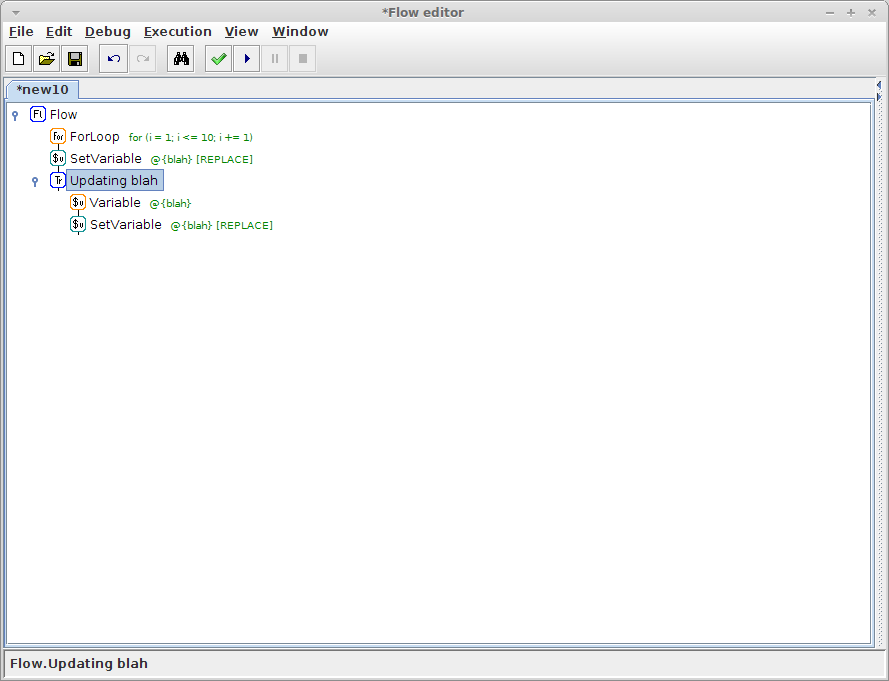 *Flow editor
File Edit Debug Execution View Window
*new10
Fl Flow
for ForLoop for (i = 1; i <= 10; i += 1)
$v SetVariable @{blah} [REPLACE]
Tr Updating blah
$v Variable @{blah}
$v SetVariable @{blah} [REPLACE]
Flow.Updating blah